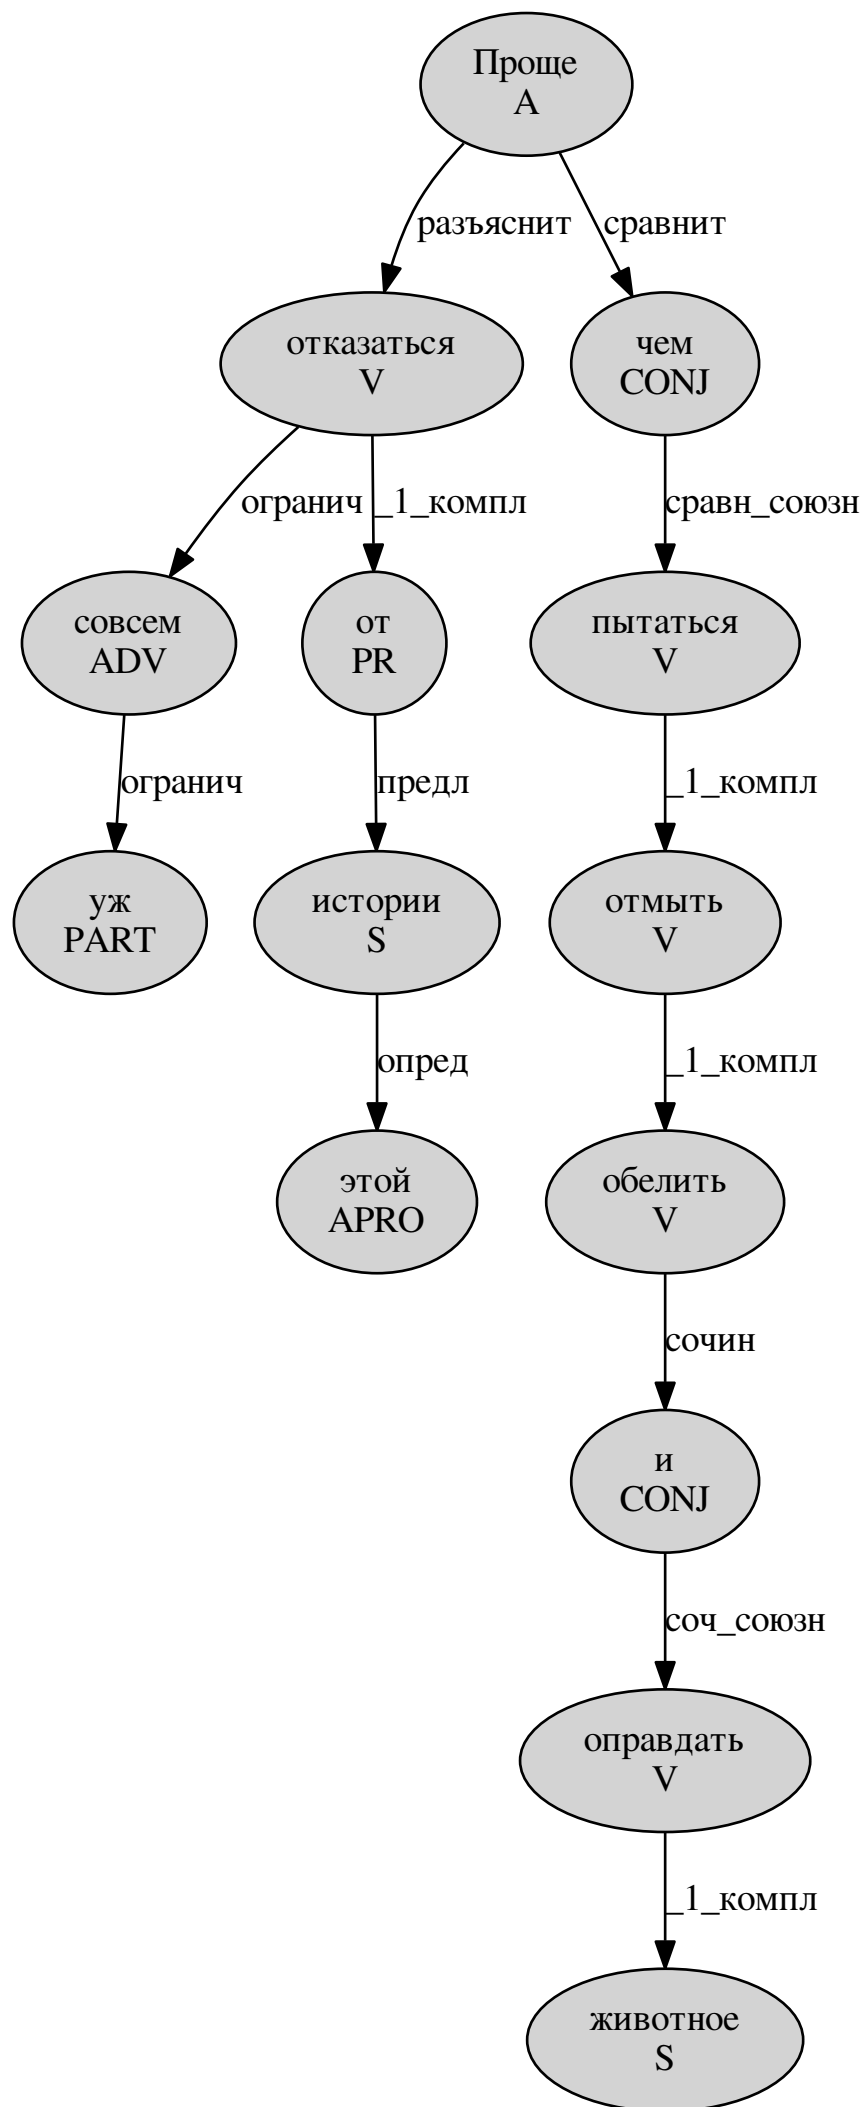 Проще
A
разъяснит
сравнит
отказаться
V
чем
CONJ
огранич
_1_компл
сравн_союзн
совсем
ADV
от
PR
пытаться
V
огранич
предл
_1_компл
уж
PART
истории
S
отмыть
V
опред
_1_компл
этой
APRO
обелить
V
сочин
и
CONJ
соч_союзн
оправдать
V
_1_компл
животное
S